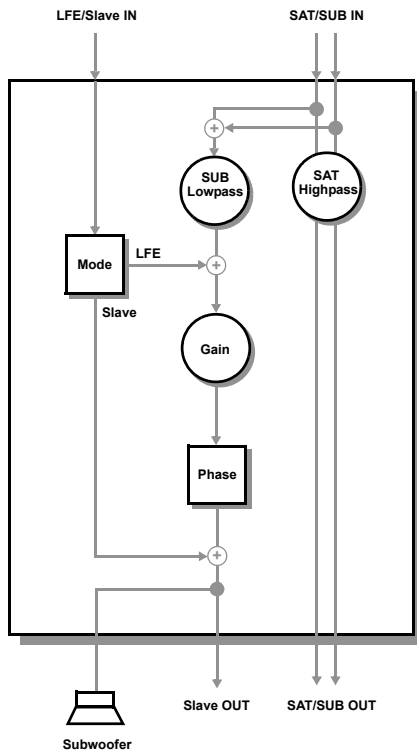 LFE/Slave IN
SAT/SUB IN
SUB
Lowpass
SAT
Highpass
Mode
LFE
Slave
Gain
Phase
Slave OUT
SAT/SUB OUT
Subwoofer